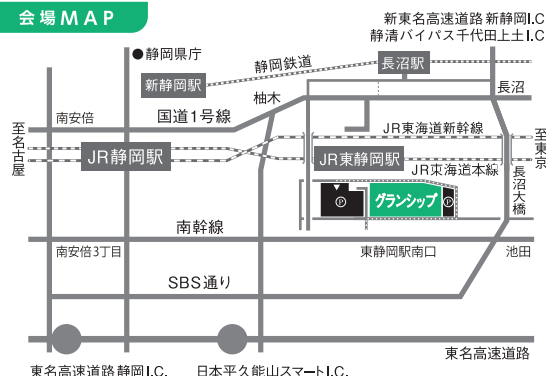 会場MAP
新東名高速道路 新静岡I.C
静清バイパス千代田上土I.C
●静岡県庁
静岡鉄道
長沼駅
新静岡駅
柚木
長沼
南安倍
国道1号線
至名古屋
JR静岡駅
JR東海道新幹線
JR東静岡駅
至東京
JR東海道本線
長沼大橋
P
グランシップ
P
南幹線
南安倍3丁目
東静岡駅南口
池田
SBS通り
東名高速道路
東名高速道路 静岡I.C.
日本平久能山スマートI.C.